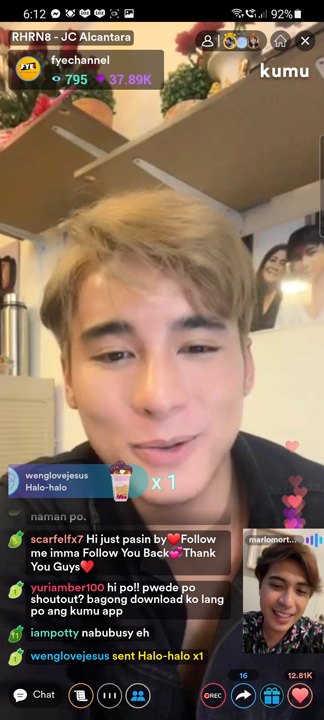 6:12
92%
RHRN8 - JC Alcantara
fyechannel
FYE
795 37.89K
kumu
wenglovejesus
Halo-halo
x 1
naman po.
scarfelfx7 Hi just pasin by❤️Follow
me imma Follow You Back💞Thank
You Guys❤️
mariomort...
yuriamber100 hi po!! pwede po
shoutout? bagong download ko lang
po ang kumu app
iampotty nabubusy eh
wenglovejesus sent Halo-halo x1
16
12.81K
Chat
REC